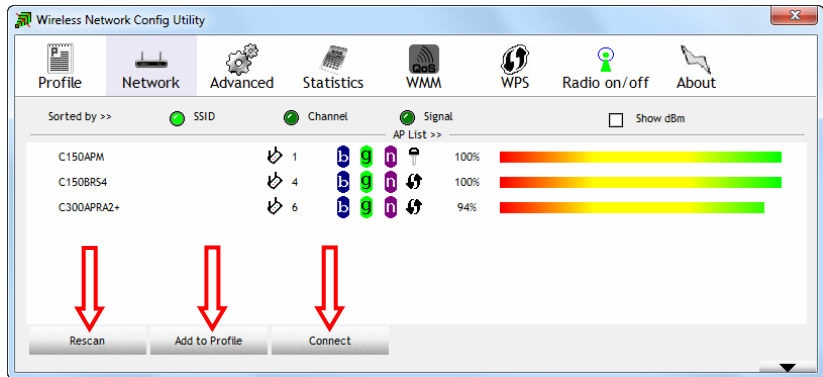 Wireless Network Config Utility
x
P
QoS
Profile Network Advanced Statistics WMM WPS Radio on/off About
Sorted by >> SSID Channel Signal Show dBm
AP List >>
C150APM 1 b g n 100%
C150BRS4 4 b g n 100%
C300APRA2+ 6 b g n 94%
Rescan Add to Profile Connect